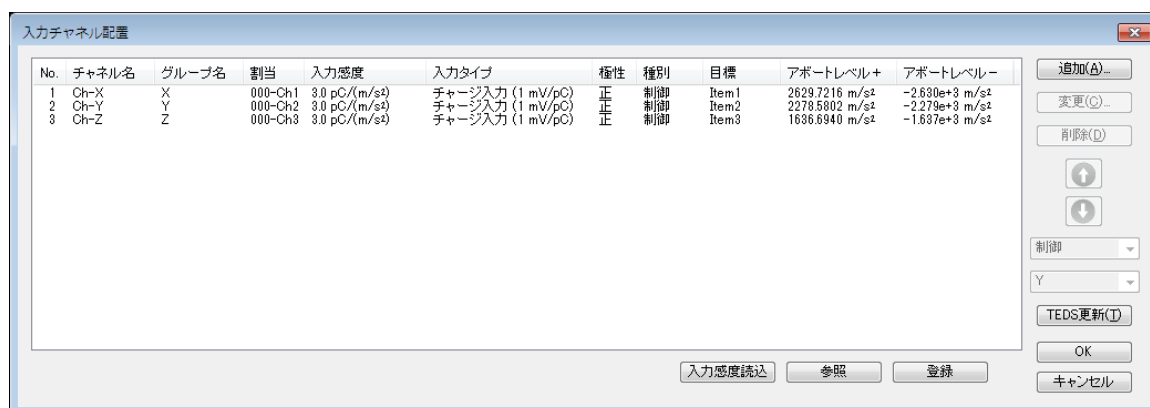 入力チャネル配置
No. チャネル名 グループ名 割当 入力感度 入力タイプ 極性 種別 目標 アボートレベル+ アボートレベル-
1 Ch-X X 000-Ch1 3.0 pC/(m/s²) チャージ入力 (1 mV/pC) 正 制御 Item1 2629.7216 m/s² -2.630e+3 m/s²
2 Ch-Y Y 000-Ch2 3.0 pC/(m/s²) チャージ入力 (1 mV/pC) 正 制御 Item2 2278.5802 m/s² -2.279e+3 m/s²
3 Ch-Z Z 000-Ch3 3.0 pC/(m/s²) チャージ入力 (1 mV/pC) 正 制御 Item3 1636.6940 m/s² -1.637e+3 m/s²
追加(A)...
変更(C)...
削除(D)
制御
Y
TEDS更新(T)
OK
キャンセル
入力感度読込 参照 登録